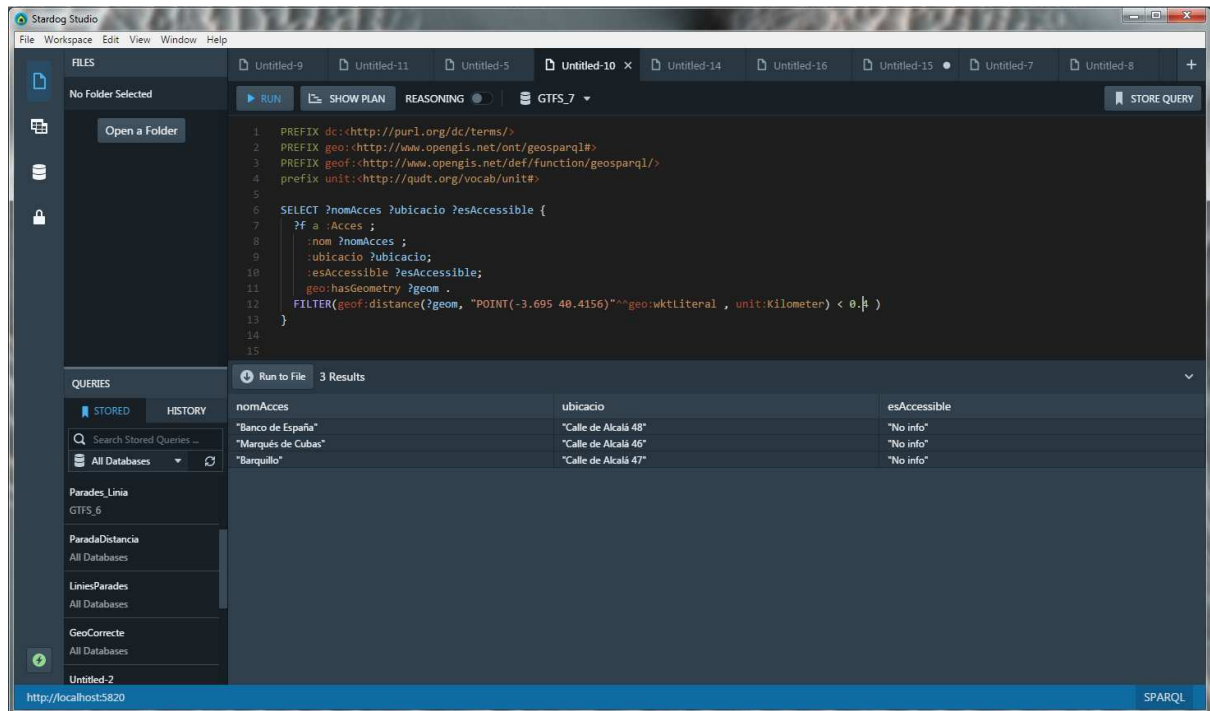 Stardog Studio
File Workspace Edit View Window Help
FILES
No Folder Selected
Open a Folder
Untitled-9 Untitled-11 Untitled-5 Untitled-10 × Untitled-14 Untitled-16 Untitled-15 ● Untitled-7 Untitled-8 +
RUN SHOW PLAN REASONING GTFS_7 STORE QUERY
1 PREFIX dc:<http://purl.org/dc/terms/>
2 PREFIX geo:<http://www.opengis.net/ont/geosparql#>
3 PREFIX geof:<http://www.opengis.net/def/function/geosparql/>
4 prefix unit:<http://qudt.org/vocab/unit#>
5
6 SELECT ?nomAcces ?ubicacio ?esAccessible {
7 ?f a :Acces ;
8 :nom ?nomAcces ;
9 :ubicacio ?ubicacio;
10 :esAccessible ?esAccessible;
11 geo:hasGeometry ?geom .
12 FILTER(geof:distance(?geom, "POINT(-3.695 40.4156)"^^geo:wktLiteral , unit:Kilometer) < 0.4 )
13 }
14
15
Run to File 3 Results
nomAcces ubicacio esAccessible
"Banco de España" "Calle de Alcalá 48" "No info"
"Marqués de Cubas" "Calle de Alcalá 46" "No info"
"Barquillo" "Calle de Alcalá 47" "No info"
QUERIES
STORED HISTORY
Search Stored Queries ...
All Databases
Parades_Linia
GTFS_6
ParadaDistancia
All Databases
LiniesParades
All Databases
GeoCorrecte
All Databases
Untitled-2
http://localhost:5820 SPARQL